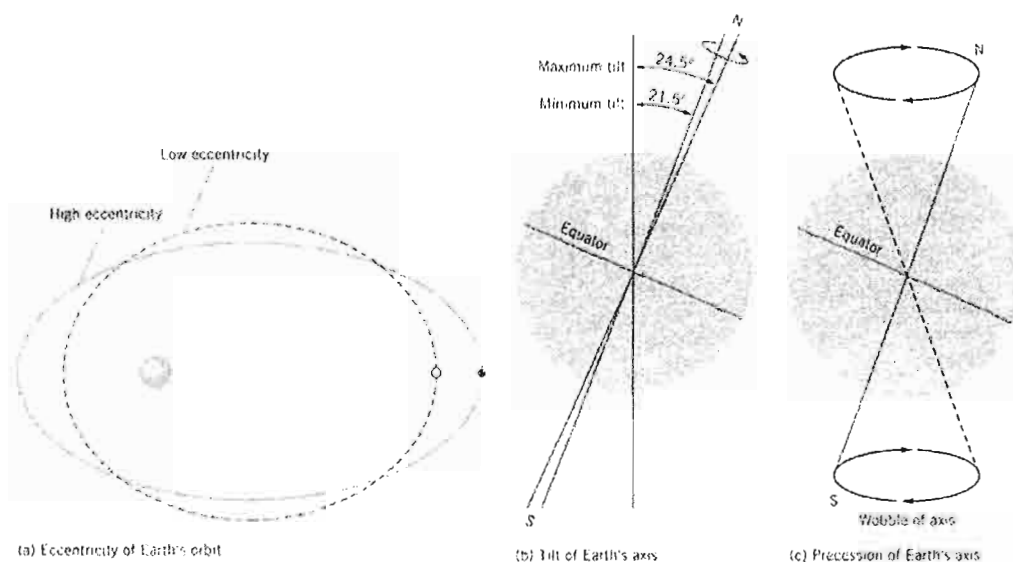 Low eccentricity
High eccentricity
(a) Eccentricity of Earth's orbit
N
Maximum tilt
24.5°
Minimum tilt
21.5°
Equator
S
(b) Tilt of Earth's axis
N
Equator
S
Wobble of axis
(c) Precession of Earth's axis